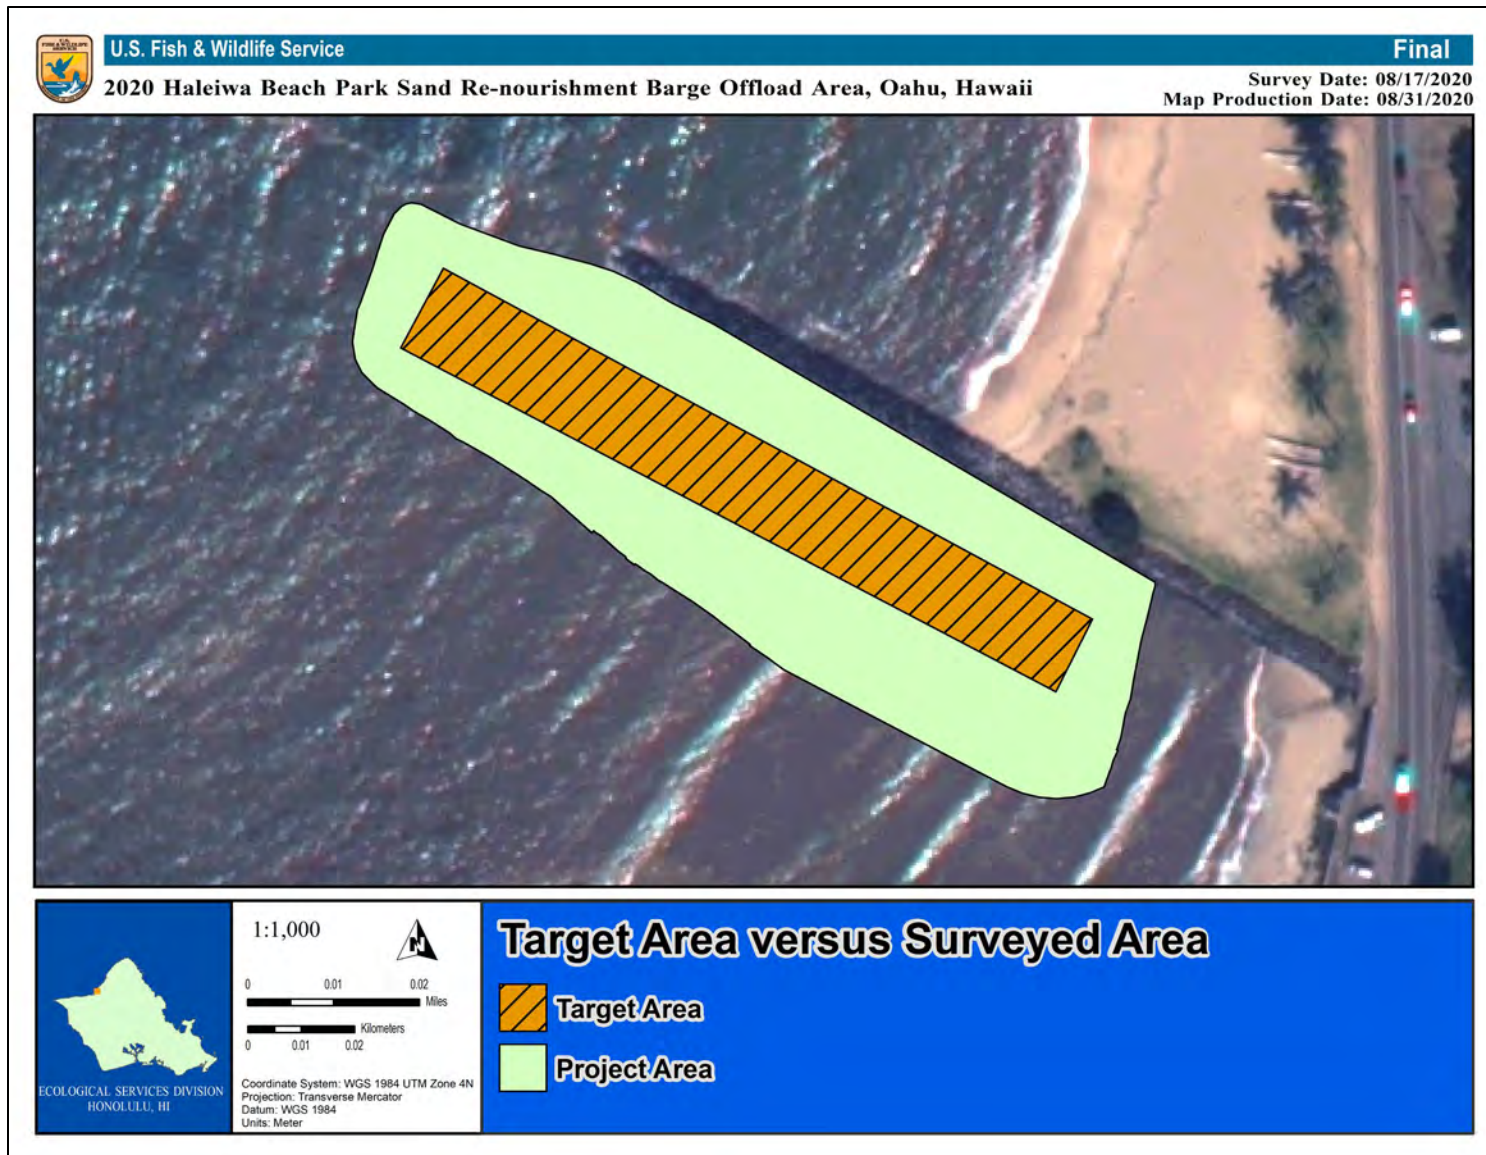 U.S.
FISH & WILDLIFE
SERVICE
U.S. Fish & Wildlife Service
Final
2020 Haleiwa Beach Park Sand Re-nourishment Barge Offload Area, Oahu, Hawaii
Survey Date: 08/17/2020
Map Production Date: 08/31/2020
ECOLOGICAL SERVICES DIVISION
HONOLULU, HI
1:1,000
N
0 0.01 0.02
Miles
Kilometers
0 0.01 0.02
Coordinate System: WGS 1984 UTM Zone 4N
Projection: Transverse Mercator
Datum: WGS 1984
Units: Meter
Target Area versus Surveyed Area
Target Area
Project Area